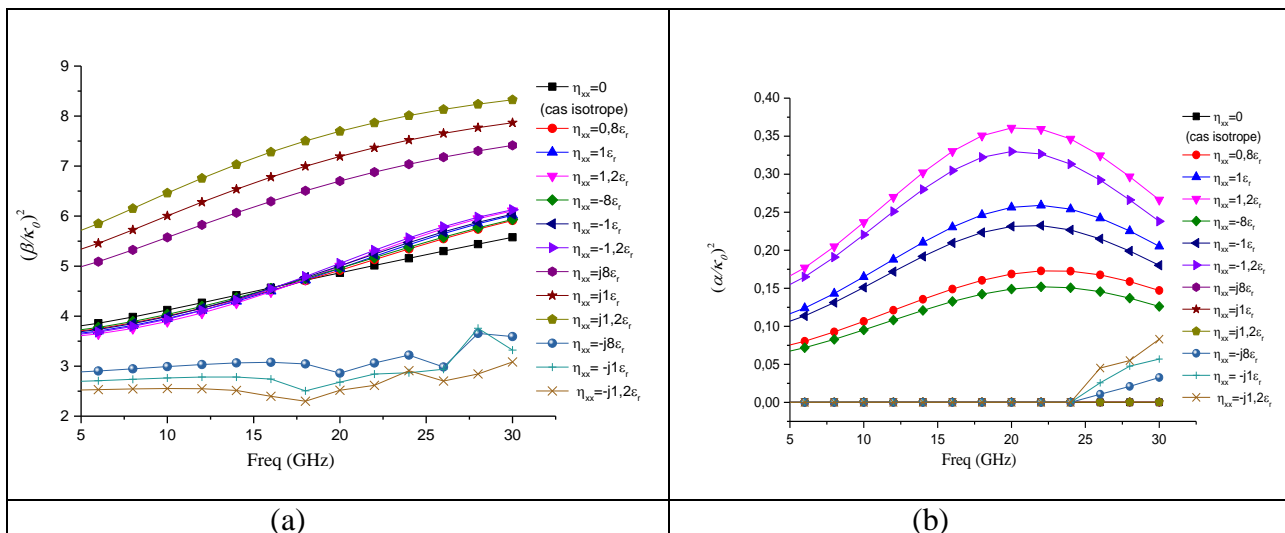 (β/κ₀)²
9
8
7
6
5
4
3
2
5 10 15 20 25 30
Freq (GHz)
ηxx=0
(cas isotrope)
ηxx=0,8εr
ηxx=1εr
ηxx=1,2εr
ηxx=-8εr
ηxx=-1εr
ηxx=-1,2εr
ηxx=j8εr
ηxx=j1εr
ηxx=j1,2εr
ηxx=-j8εr
ηxx= -j1εr
ηxx=-j1,2εr
(a)
(α/κ₀)²
0,40
0,35
0,30
0,25
0,20
0,15
0,10
0,05
0,00
5 10 15 20 25 30
Freq (GHz)
ηxx=0
(cas isotrope)
ηxx=0,8εr
ηxx=1εr
ηxx=1,2εr
ηxx=-8εr
ηxx=-1εr
ηxx=-1,2εr
ηxx=j8εr
ηxx=j1εr
ηxx=j1,2εr
ηxx=-j8εr
ηxx= -j1εr
ηxx=-j1,2εr
(b)